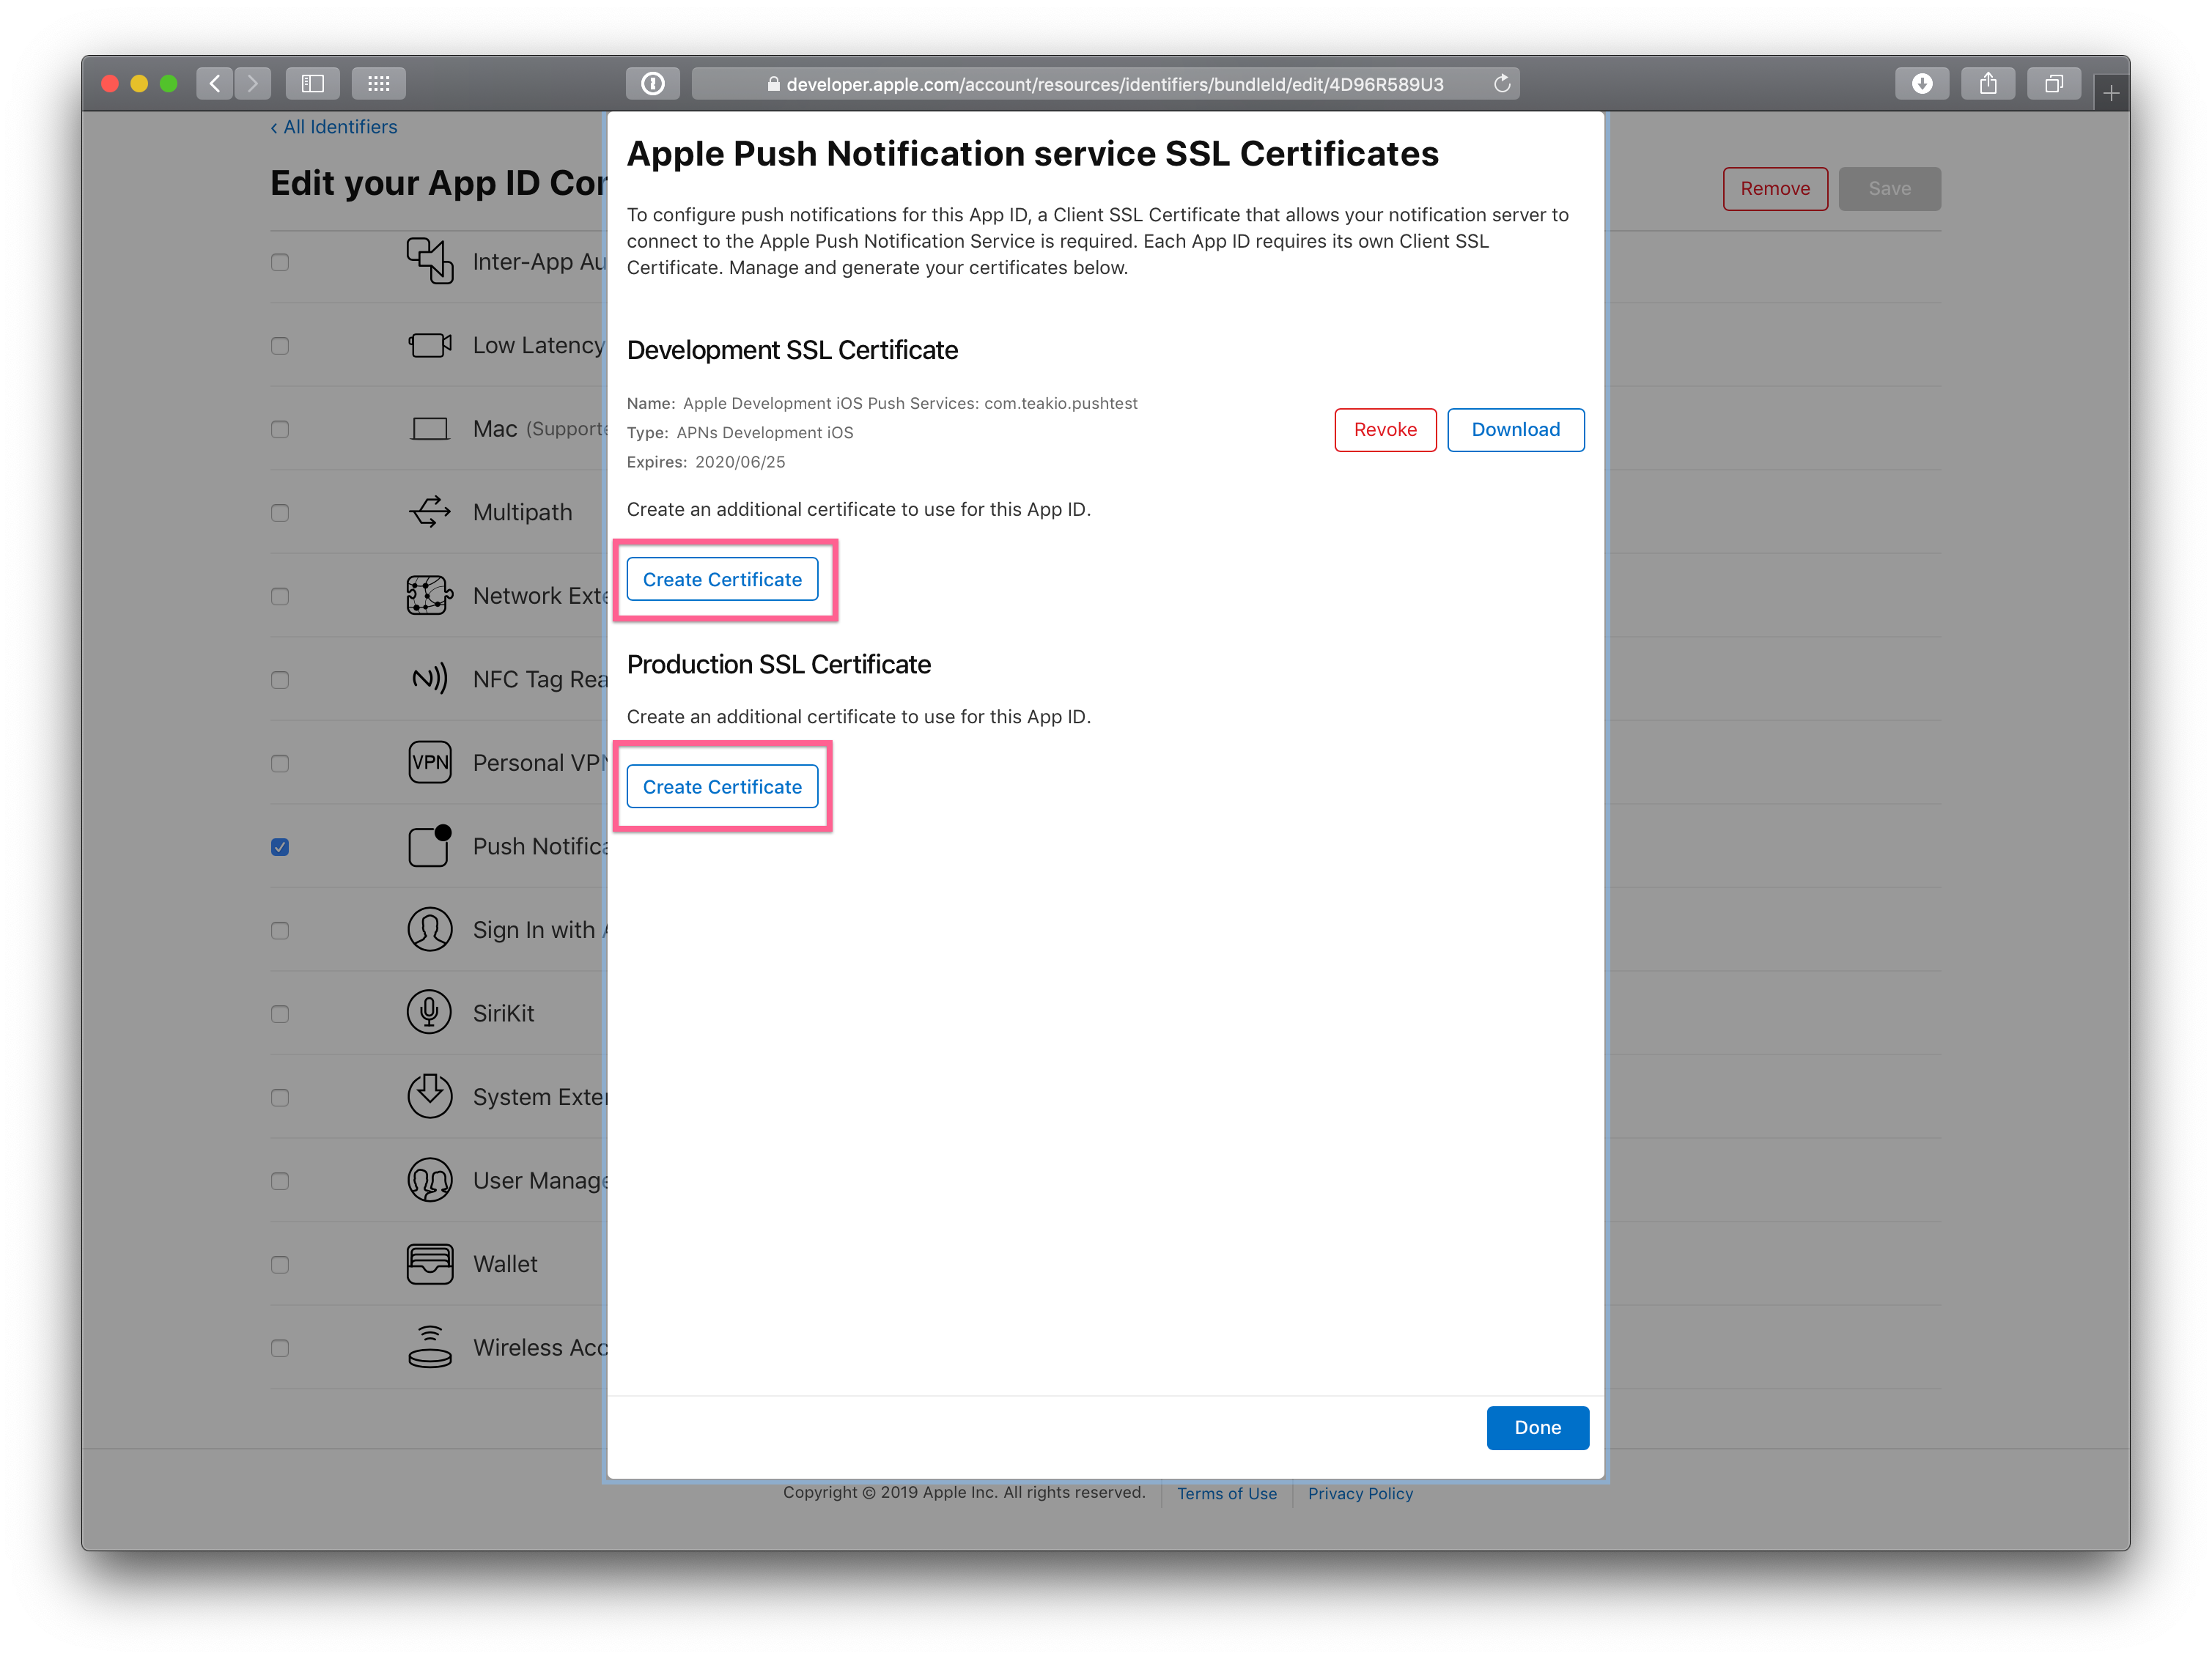 developer.apple.com/account/resources/identifiers/bundleId/edit/4D96R589U3
‹ All Identifiers
Edit your App ID Con
Remove
Save
Inter-App Au
Low Latency
Mac (Supporte
Multipath
Network Exte
NFC Tag Rea
VPN
Personal VPN
Push Notifica
Sign In with A
SiriKit
System Exter
User Manage
Wallet
Wireless Acc
Apple Push Notification service SSL Certificates
To configure push notifications for this App ID, a Client SSL Certificate that allows your notification server to
connect to the Apple Push Notification Service is required. Each App ID requires its own Client SSL
Certificate. Manage and generate your certificates below.
Development SSL Certificate
Name: Apple Development iOS Push Services: com.teakio.pushtest
Type: APNs Development iOS
Expires: 2020/06/25
Revoke
Download
Create an additional certificate to use for this App ID.
Create Certificate
Production SSL Certificate
Create an additional certificate to use for this App ID.
Create Certificate
Done
Copyright © 2019 Apple Inc. All rights reserved.
Terms of Use
Privacy Policy